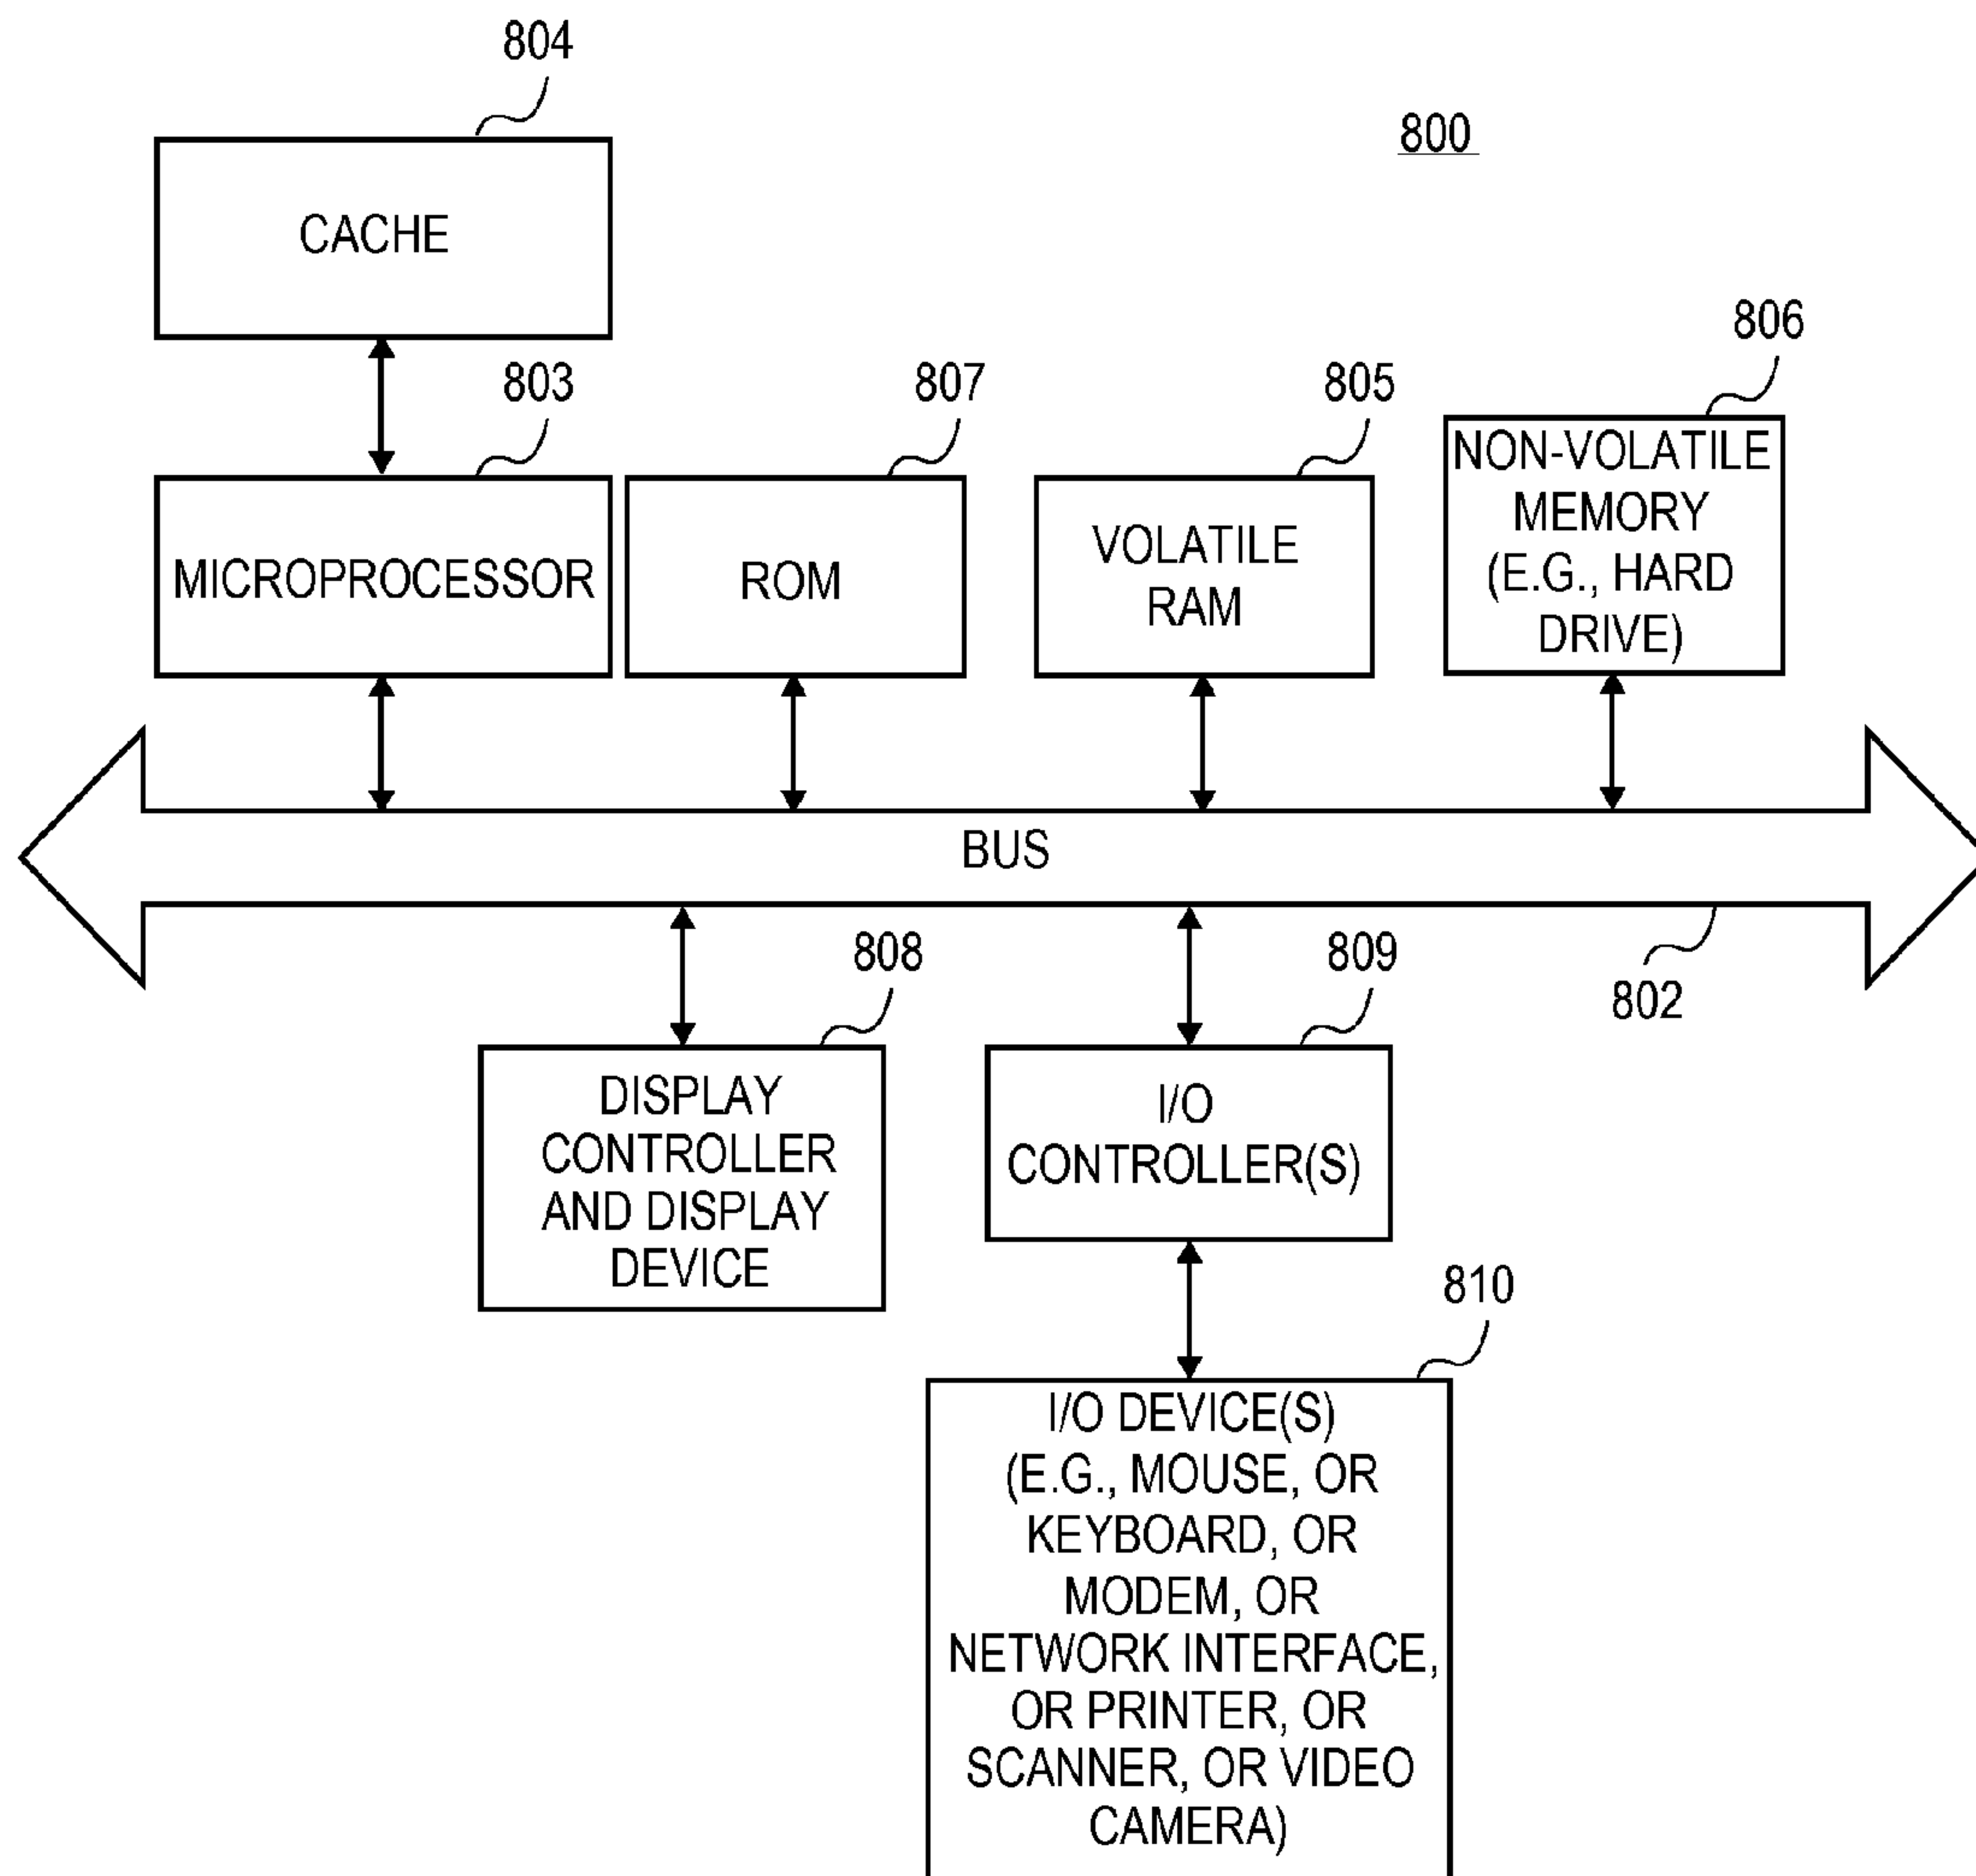 804
800
CACHE
806
803
807
805
NON-VOLATILE
MEMORY
(E.G., HARD
DRIVE)
MICROPROCESSOR
ROM
VOLATILE
RAM
BUS
808
809
802
DISPLAY
CONTROLLER
AND DISPLAY
DEVICE
I/O
CONTROLLER(S)
810
I/O DEVICE(S)
(E.G., MOUSE, OR
KEYBOARD, OR
MODEM, OR
NETWORK INTERFACE,
OR PRINTER, OR
SCANNER, OR VIDEO
CAMERA)